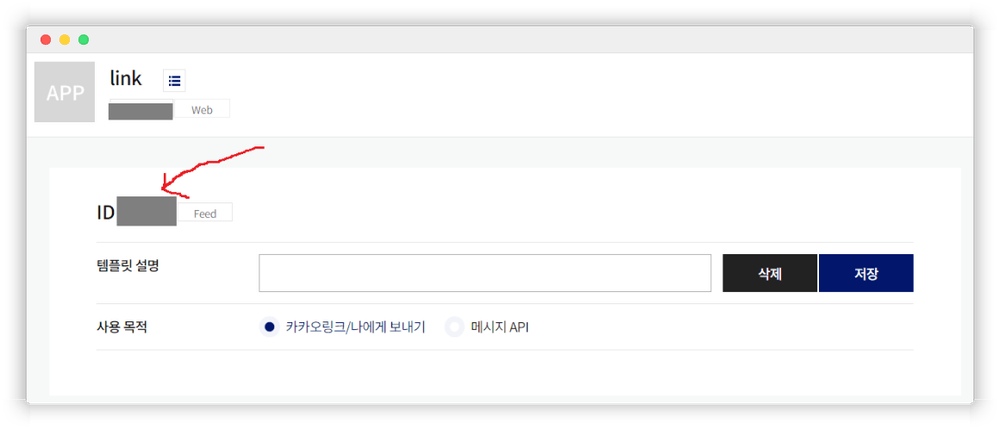 APP
link
Web
ID
Feed
템플릿 설명
삭제
저장
사용 목적
카카오링크/나에게 보내기
메시지 API